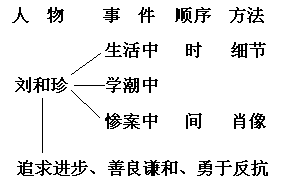 人 物 事 件 顺序 方法
生活中 时 细节
刘和珍 学潮中
惨案中 间 肖像
追求进步、善良谦和、勇于反抗